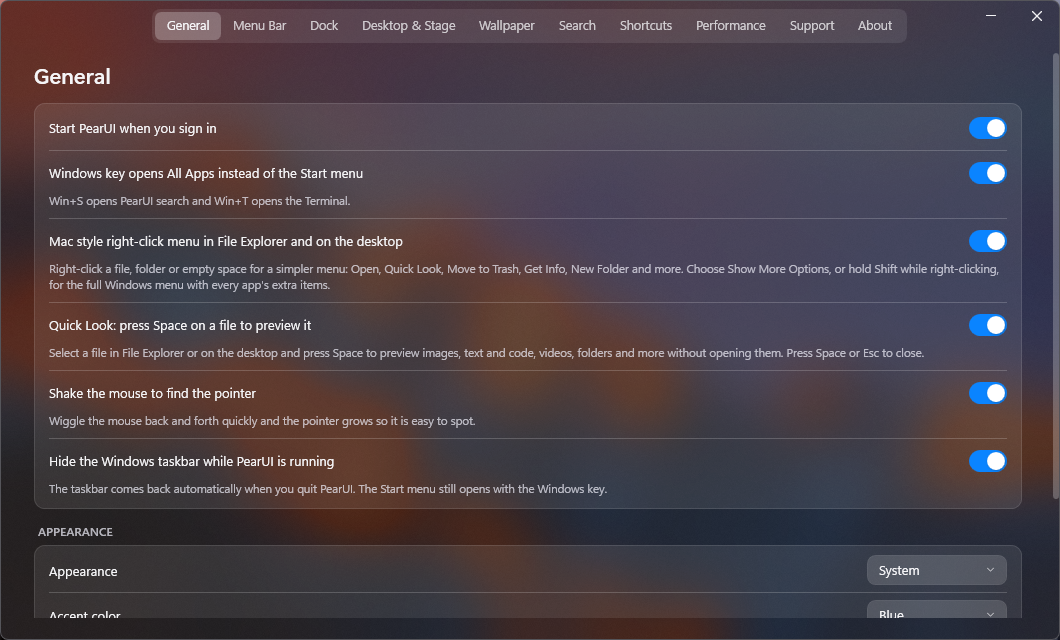 General Menu Bar Dock Desktop & Stage Wallpaper Search Shortcuts Performance Support About
General
Start PearUI when you sign in
Windows key opens All Apps instead of the Start menu
Win+S opens PearUI search and Win+T opens the Terminal.
Mac style right-click menu in File Explorer and on the desktop
Right-click a file, folder or empty space for a simpler menu: Open, Quick Look, Move to Trash, Get Info, New Folder and more. Choose Show More Options, or hold Shift while right-clicking,
for the full Windows menu with every app's extra items.
Quick Look: press Space on a file to preview it
Select a file in File Explorer or on the desktop and press Space to preview images, text and code, videos, folders and more without opening them. Press Space or Esc to close.
Shake the mouse to find the pointer
Wiggle the mouse back and forth quickly and the pointer grows so it is easy to spot.
Hide the Windows taskbar while PearUI is running
The taskbar comes back automatically when you quit PearUI. The Start menu still opens with the Windows key.
APPEARANCE
Appearance System
Accent color Blue